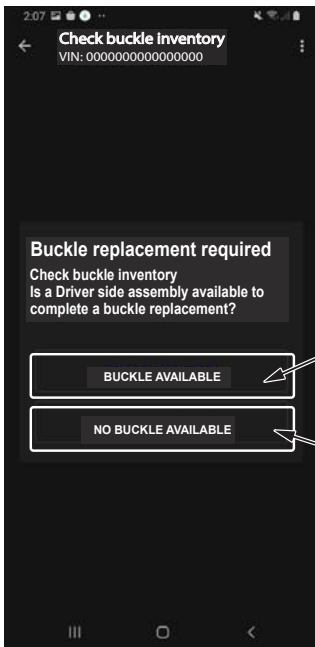 2:07
Check buckle inventory
VIN: 0000000000000000
Buckle replacement required
Check buckle inventory
Is a Driver side assembly available to
complete a buckle replacement?
BUCKLE AVAILABLE
NO BUCKLE AVAILABLE